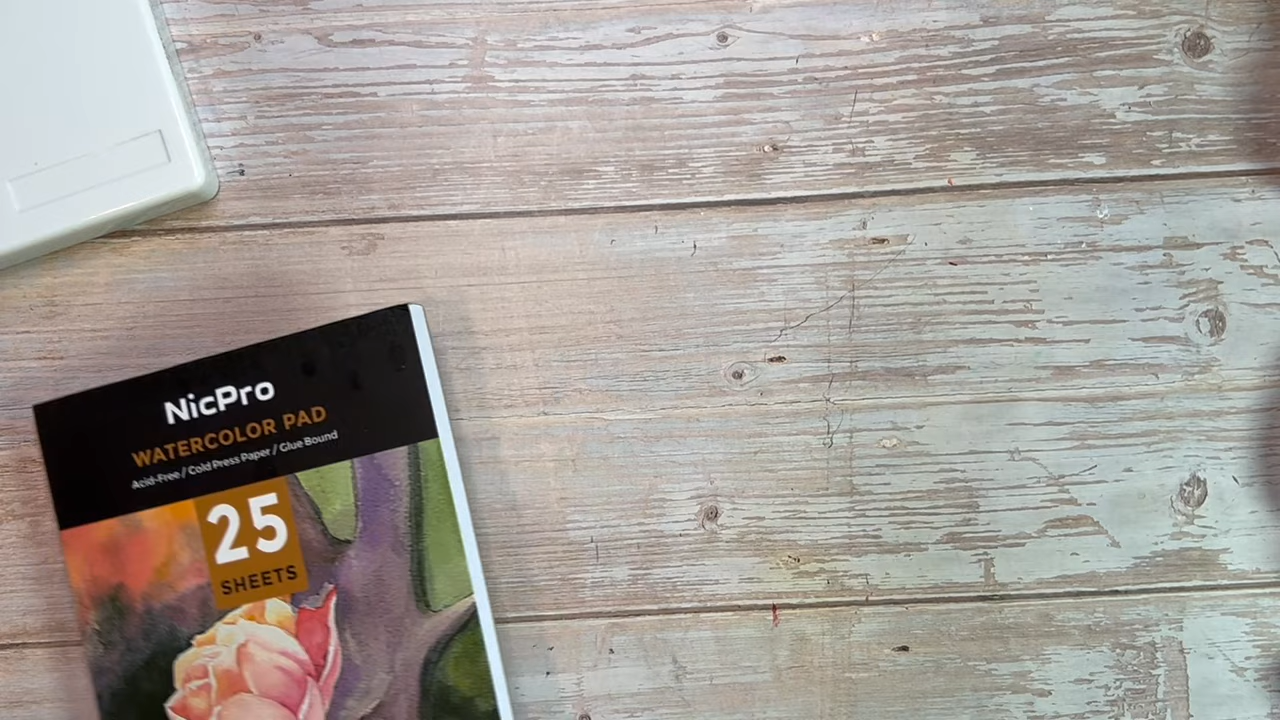 NicPro
WATERCOLOR PAD
Acid-Free / Cold Press Paper / Glue Bound
25
SHEETS